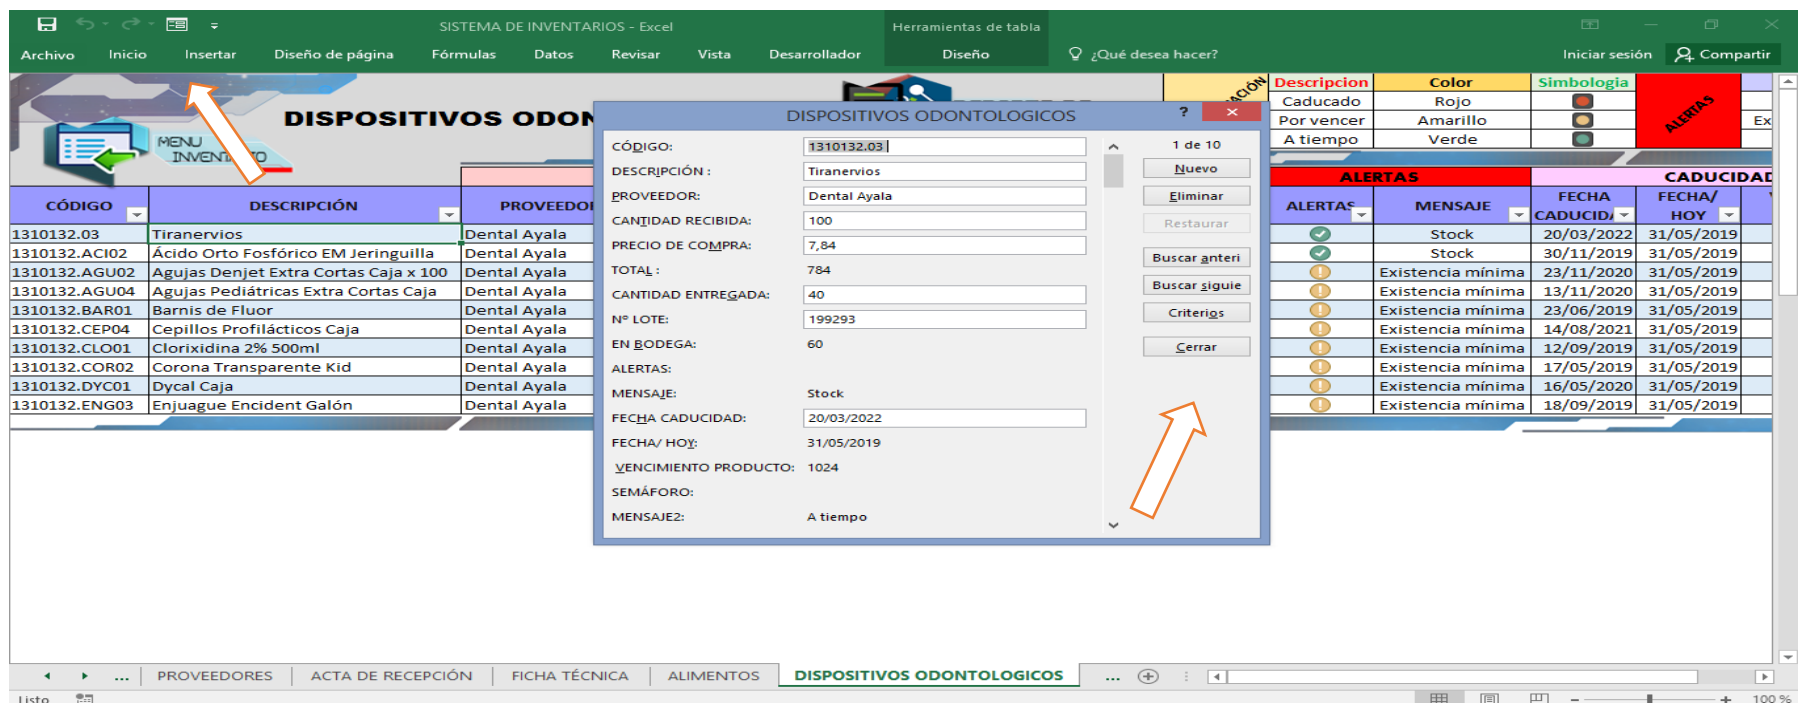 SISTEMA DE INVENTARIOS - Excel
Herramientas de tabla
Archivo Inicio Insertar Diseño de página Fórmulas Datos Revisar Vista Desarrollador Diseño ¿Qué desea hacer? Iniciar sesión Compartir
DISPOSITIVOS ODON
MENU
INVENTARIO
Descripcion Color Simbologia
Caducado Rojo
Por vencer Amarillo Ex
A tiempo Verde
ALERTAS
ALERTAS CADUCIDAD
CÓDIGO DESCRIPCIÓN PROVEEDO ALERTAS MENSAJE FECHA CADUCID FECHA/ HOY
1310132.03 Tiranervios Dental Ayala Stock 20/03/2022 31/05/2019
1310132.ACI02 Ácido Orto Fosfórico EM Jeringuilla Dental Ayala Stock 30/11/2019 31/05/2019
1310132.AGU02 Agujas Denjet Extra Cortas Caja x 100 Dental Ayala Existencia mínima 23/11/2020 31/05/2019
1310132.AGU04 Agujas Pediátricas Extra Cortas Caja Dental Ayala Existencia mínima 13/11/2020 31/05/2019
1310132.BAR01 Barnis de Fluor Dental Ayala Existencia mínima 23/06/2019 31/05/2019
1310132.CEP04 Cepillos Profilácticos Caja Dental Ayala Existencia mínima 14/08/2021 31/05/2019
1310132.CLO01 Clorixidina 2% 500ml Dental Ayala Existencia mínima 12/09/2019 31/05/2019
1310132.COR02 Corona Transparente Kid Dental Ayala Existencia mínima 17/05/2019 31/05/2019
1310132.DYC01 Dycal Caja Dental Ayala Existencia mínima 16/05/2020 31/05/2019
1310132.ENG03 Enjuague Encident Galón Dental Ayala Existencia mínima 18/09/2019 31/05/2019
DISPOSITIVOS ODONTOLOGICOS ?
CÓDIGO: 1310132.03 1 de 10
DESCRIPCIÓN : Tiranervios Nuevo
PROVEEDOR: Dental Ayala Eliminar
CANTIDAD RECIBIDA: 100 Restaurar
PRECIO DE COMPRA: 7,84 Buscar anteri
TOTAL : 784 Buscar siguie
CANTIDAD ENTREGADA: 40 Criterios
Nº LOTE: 199293
EN BODEGA: 60 Cerrar
ALERTAS:
MENSAJE: Stock
FECHA CADUCIDAD: 20/03/2022
FECHA/ HOY: 31/05/2019
VENCIMIENTO PRODUCTO: 1024
SEMÁFORO:
MENSAJE2: A tiempo
... PROVEEDORES ACTA DE RECEPCIÓN FICHA TÉCNICA ALIMENTOS DISPOSITIVOS ODONTOLOGICOS ...
Listo 100 %